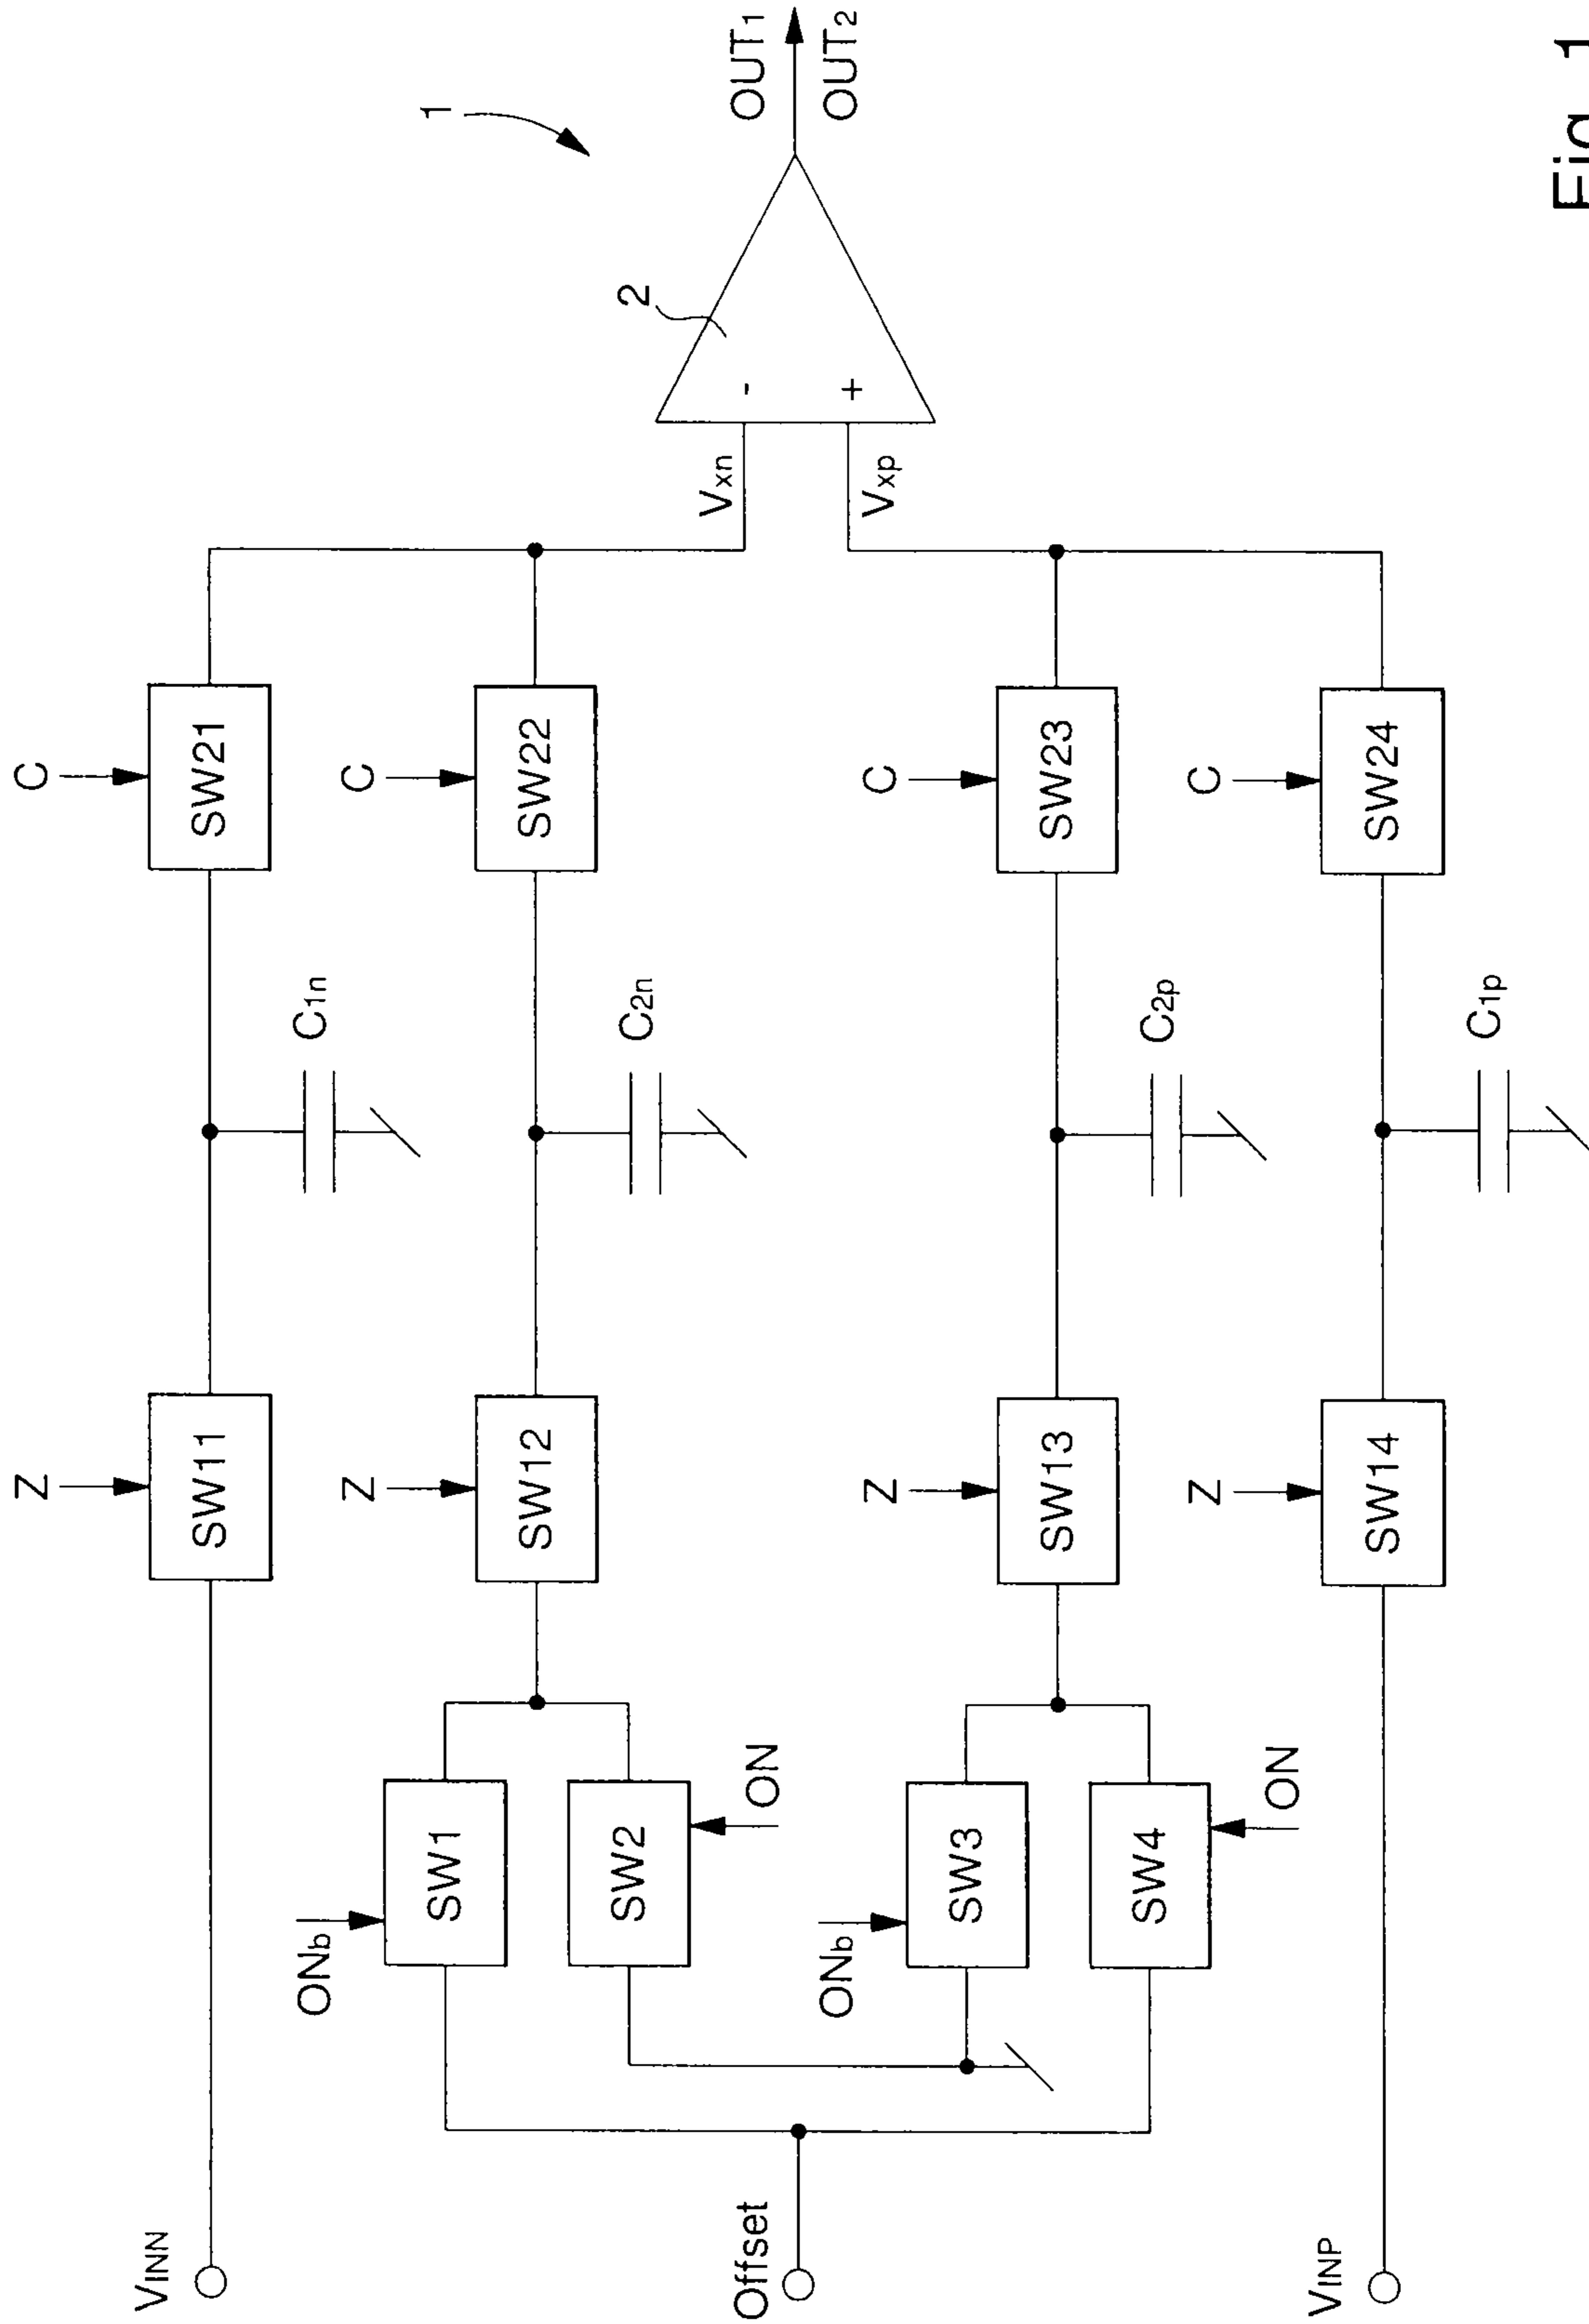 1
OUT1
OUT2
2
-
+
Vxn
Vxp
C
SW21
C
SW22
C
SW23
C
SW24
C1n
C2n
C2p
C1p
Z
SW11
Z
SW12
Z
SW13
Z
SW14
ONb
SW1
SW2
ON
ONb
SW3
SW4
ON
VINN
Offset
VINP
Fig. 1